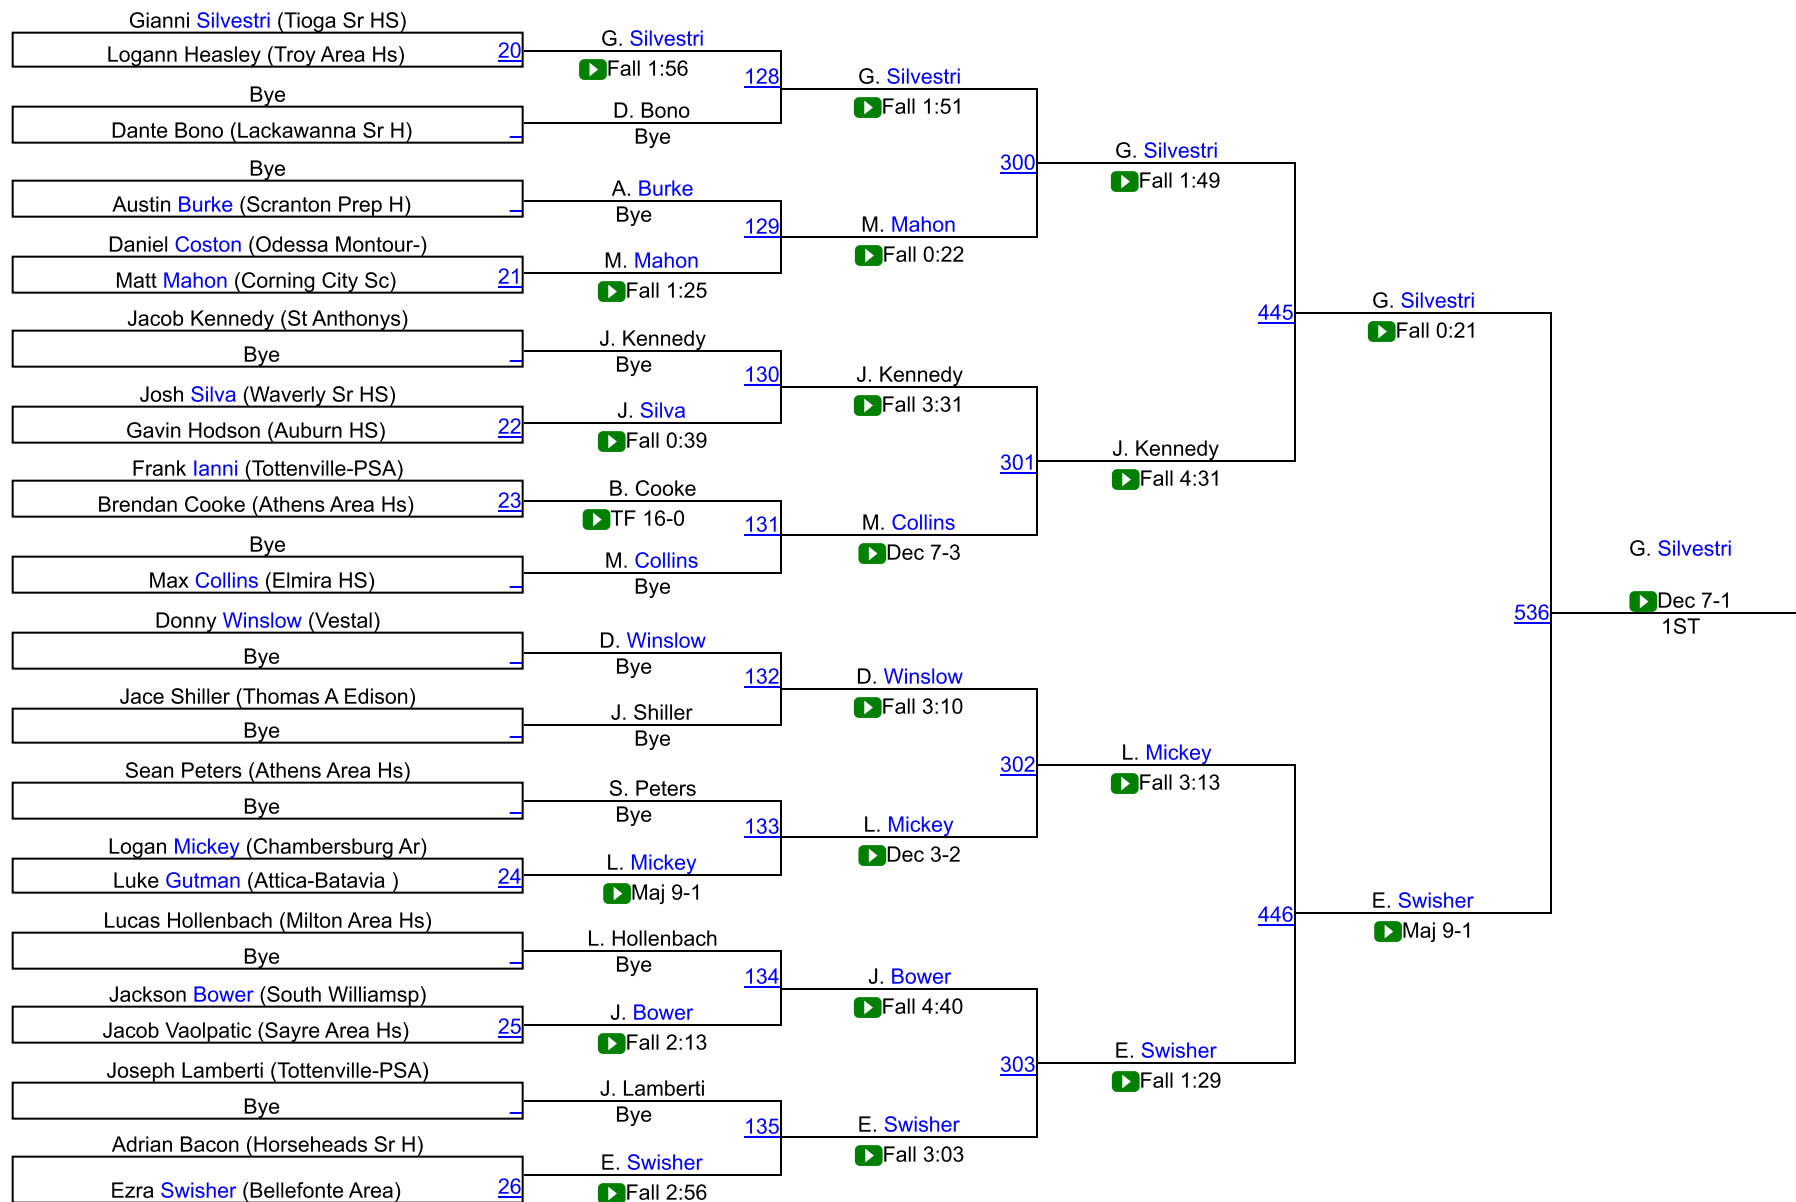 Gianni Silvestri (Tioga Sr HS)
Logann Heasley (Troy Area Hs) 20
Bye
Dante Bono (Lackawanna Sr H)
Bye
Austin Burke (Scranton Prep H)
Daniel Coston (Odessa Montour-)
Matt Mahon (Corning City Sc) 21
Jacob Kennedy (St Anthonys)
Bye
Josh Silva (Waverly Sr HS)
Gavin Hodson (Auburn HS) 22
Frank Ianni (Tottenville-PSA)
Brendan Cooke (Athens Area Hs) 23
Bye
Max Collins (Elmira HS)
Donny Winslow (Vestal)
Bye
Jace Shiller (Thomas A Edison)
Bye
Sean Peters (Athens Area Hs)
Bye
Logan Mickey (Chambersburg Ar)
Luke Gutman (Attica-Batavia ) 24
Lucas Hollenbach (Milton Area Hs)
Bye
Jackson Bower (South Williamsp)
Jacob Vaolpatic (Sayre Area Hs) 25
Joseph Lamberti (Tottenville-PSA)
Bye
Adrian Bacon (Horseheads Sr H)
Ezra Swisher (Bellefonte Area) 26
G. Silvestri
Fall 1:56
128
D. Bono
Bye
A. Burke
Bye
129
M. Mahon
Fall 1:25
J. Kennedy
Bye
130
J. Silva
Fall 0:39
B. Cooke
TF 16-0
131
M. Collins
Bye
D. Winslow
Bye
132
J. Shiller
Bye
S. Peters
Bye
133
L. Mickey
Maj 9-1
L. Hollenbach
Bye
134
J. Bower
Fall 2:13
J. Lamberti
Bye
135
E. Swisher
Fall 2:56
G. Silvestri
Fall 1:51
300
M. Mahon
Fall 0:22
J. Kennedy
Fall 3:31
301
M. Collins
Dec 7-3
D. Winslow
Fall 3:10
302
L. Mickey
Dec 3-2
J. Bower
Fall 4:40
303
E. Swisher
Fall 3:03
G. Silvestri
Fall 1:49
445
J. Kennedy
Fall 4:31
L. Mickey
Fall 3:13
446
E. Swisher
Fall 1:29
G. Silvestri
Fall 0:21
536
E. Swisher
Maj 9-1
G. Silvestri
Dec 7-1
1ST